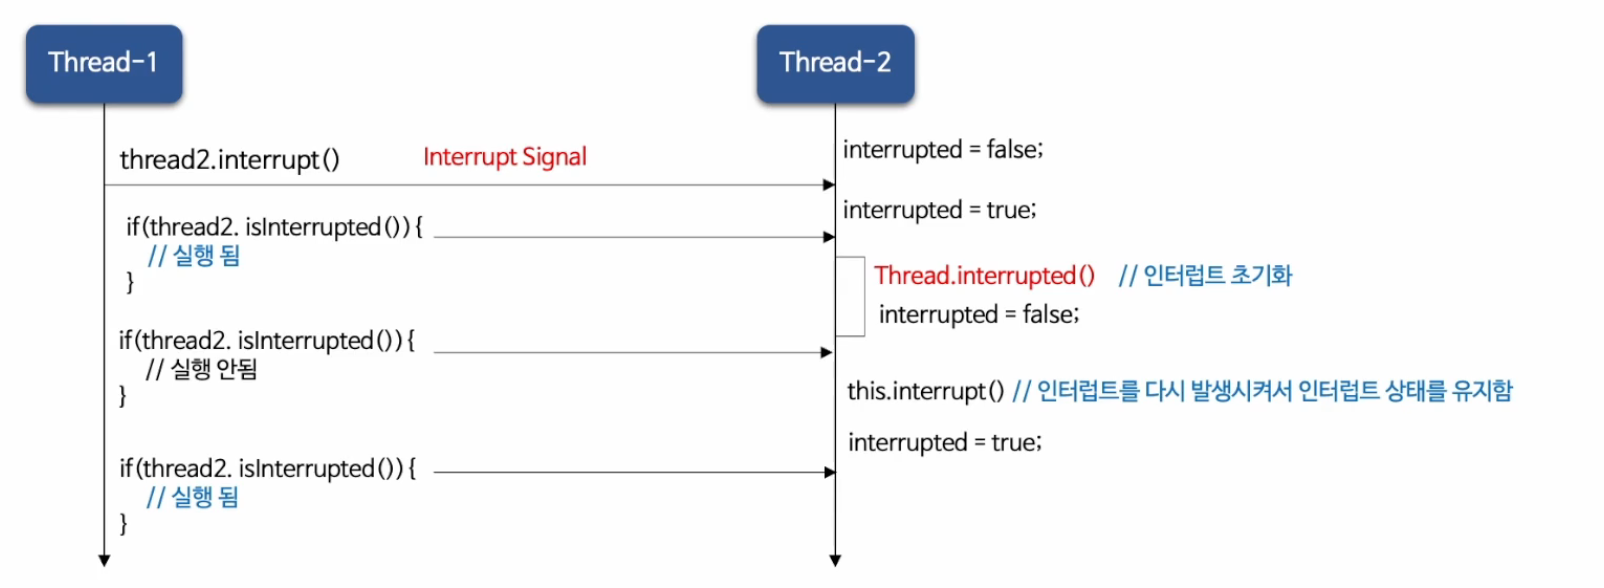 Thread-1
Thread-2
thread2.interrupt()
Interrupt Signal
interrupted = false;
interrupted = true;
if(thread2. isInterrupted()) {
// 실행 됨
}
Thread.interrupted() // 인터럽트 초기화
interrupted = false;
if(thread2. isInterrupted()) {
// 실행 안됨
}
this.interrupt() // 인터럽트를 다시 발생시켜서 인터럽트 상태를 유지함
interrupted = true;
if(thread2. isInterrupted()) {
// 실행 됨
}